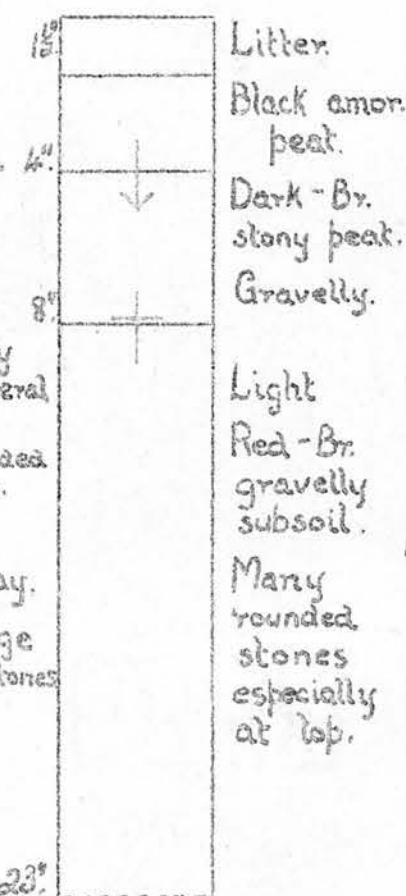 1½"
Litter.
Black amor.
peat.
4"
Dark-Br.
stony peat.
Gravelly.
8"
Light
Red-Br.
gravelly
subsoil.
Many
rounded
stones
especially
at top.
23"